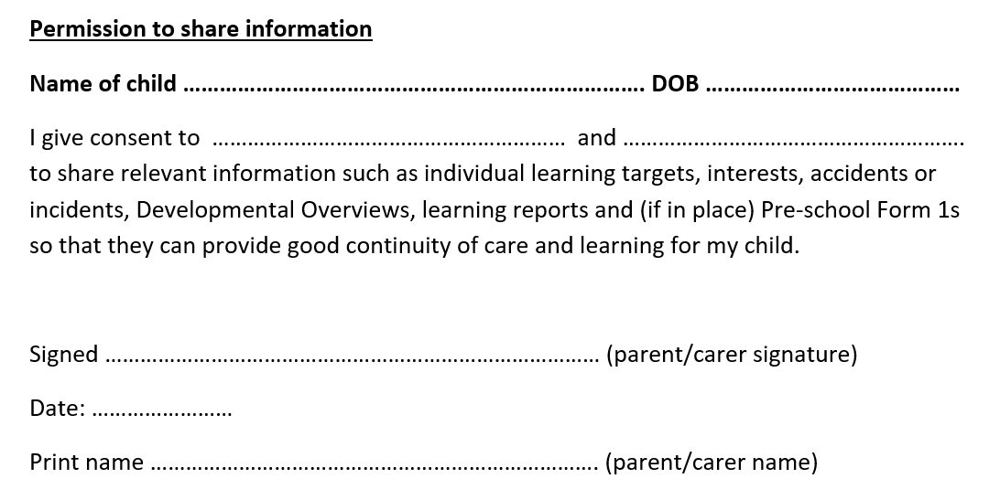 Permission to share information
Name of child ........................................................................... DOB ..........................................
I give consent to .......................................................... and ........................................................
to share relevant information such as individual learning targets, interests, accidents or
incidents, Developmental Overviews, learning reports and (if in place) Pre-school Form 1s
so that they can provide good continuity of care and learning for my child.
Signed ................................................................................. (parent/carer signature)
Date: .......................
Print name ......................................................................... (parent/carer name)